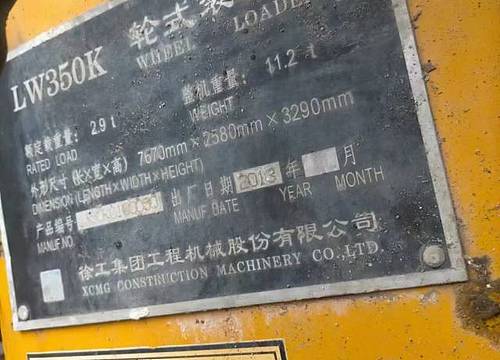 LW350K 轮式装
WHEEL LOADE
额定载重量: 2.9 t 整机重量: 11.2 t
RATED LOAD WEIGHT
外形尺寸(长×宽×高) 7670mm×2580mm×3290mm
DIMENSION (LENGTH×WIDTH×HEIGHT)
产品编号 出厂日期 2013 年 月
MANUF.NO. MANUF.DATE YEAR MONTH
徐工集团工程机械股份有限公司
XCMG CONSTRUCTION MACHINERY CO.,LTD.